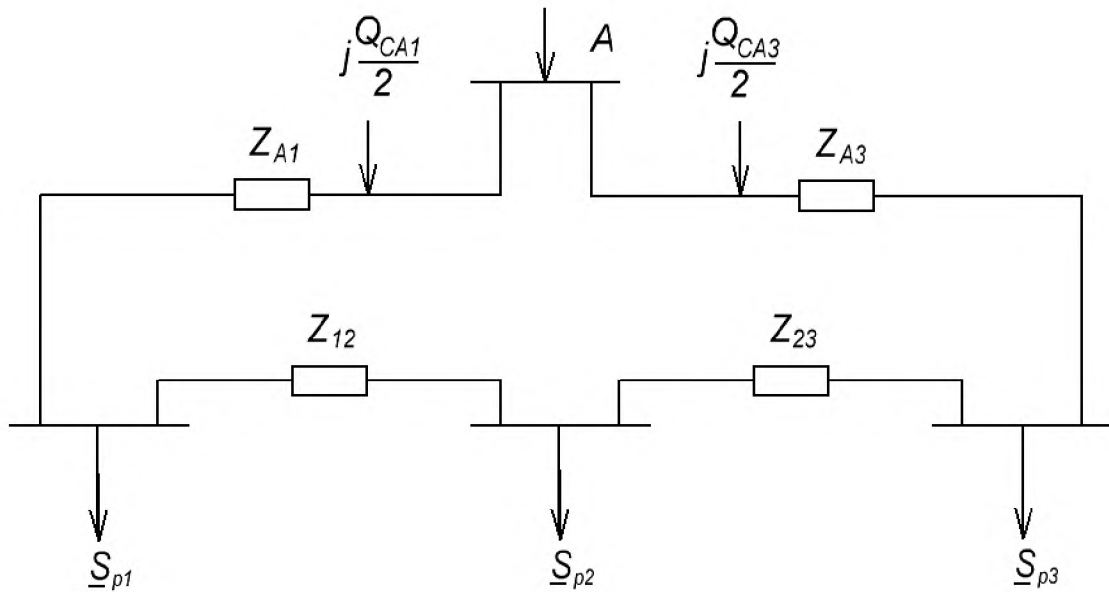 j Q_CA1/2
A
j Q_CA3/2
Z_A1
Z_A3
Z_12
Z_23
S_p1
S_p2
S_p3